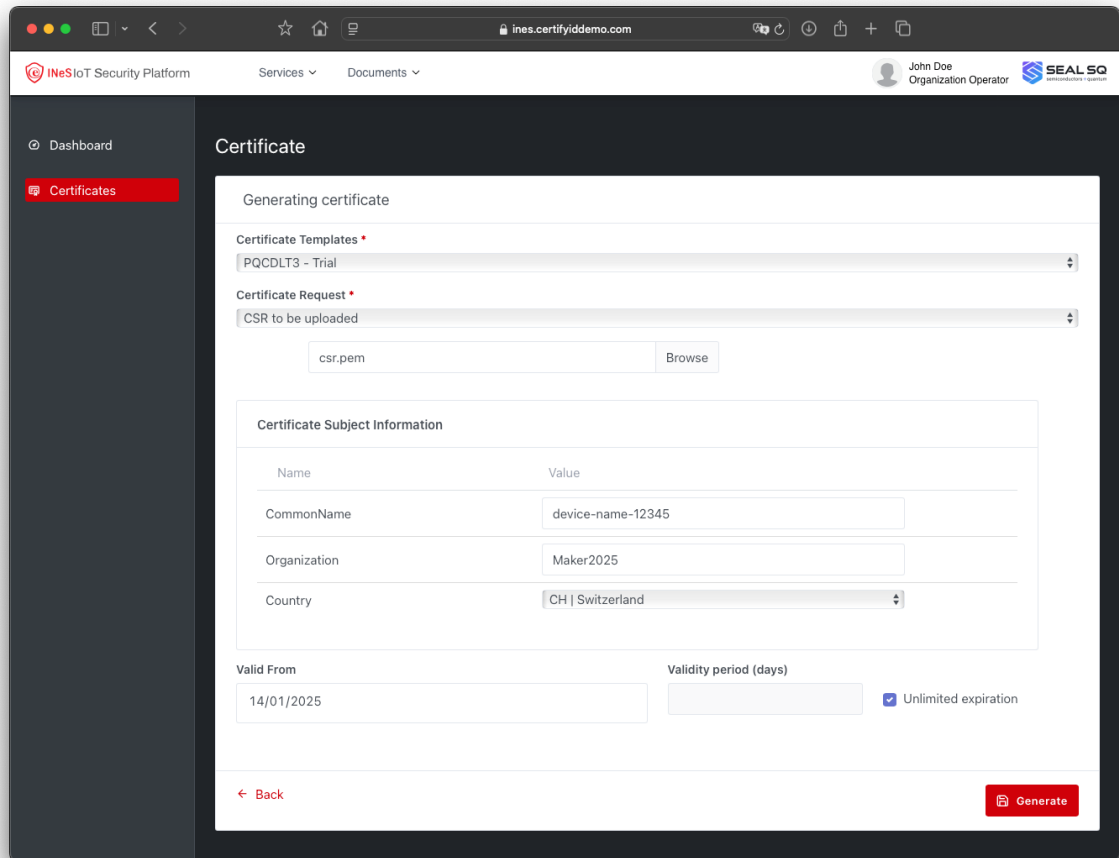 ines.certifyiddemo.com
INeS IoT Security Platform
Services
Documents
John Doe
Organization Operator
SEAL SQ
semiconductors + quantum
Dashboard
Certificates
Certificate
Generating certificate
Certificate Templates *
PQCDLT3 - Trial
Certificate Request *
CSR to be uploaded
csr.pem Browse
Certificate Subject Information
Name Value
CommonName device-name-12345
Organization Maker2025
Country CH | Switzerland
Valid From Validity period (days)
14/01/2025 Unlimited expiration
Back
Generate